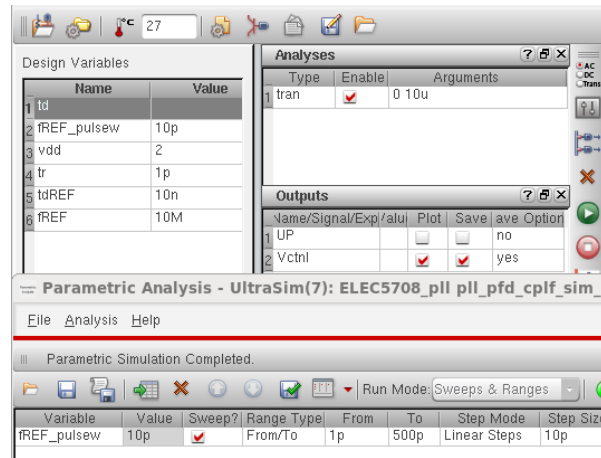 °C 27
Design Variables
Name Value
1 td
2 fREF_pulsew 10p
3 vdd 2
4 tr 1p
5 tdREF 10n
6 fREF 10M
Analyses
Type Enable Arguments
1 tran 0 10u
AC
DC
Trans
Outputs
Name/Signal/Exp Valu Plot Save ave Option
1 UP no
2 Vctnl yes
Parametric Analysis - UltraSim(7): ELEC5708_pll pll_pfd_cplf_sim_
File Analysis Help
Parametric Simulation Completed.
Run Mode: Sweeps & Ranges
Variable Value Sweep? Range Type From To Step Mode Step Siz
fREF_pulsew 10p From/To 1p 500p Linear Steps 10p